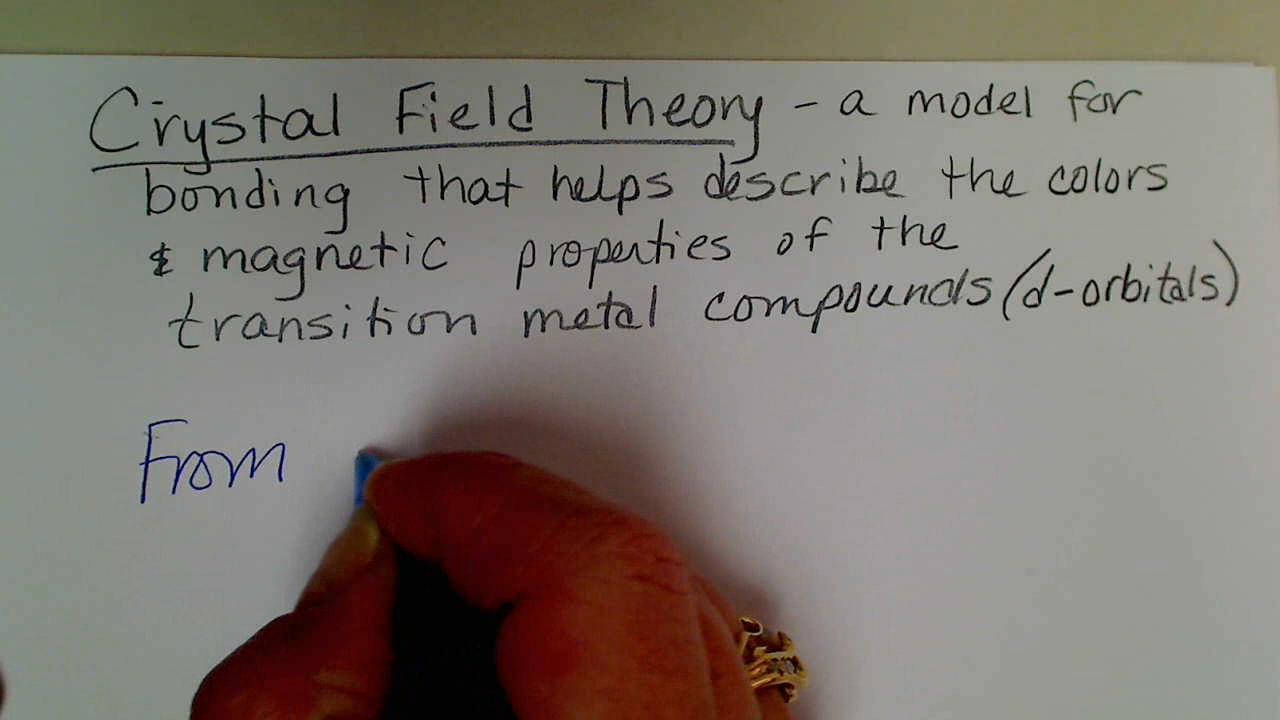 Crystal Field Theory - a model for
bonding that helps describe the colors
& magnetic properties of the
transition metal compounds (d-orbitals)
From